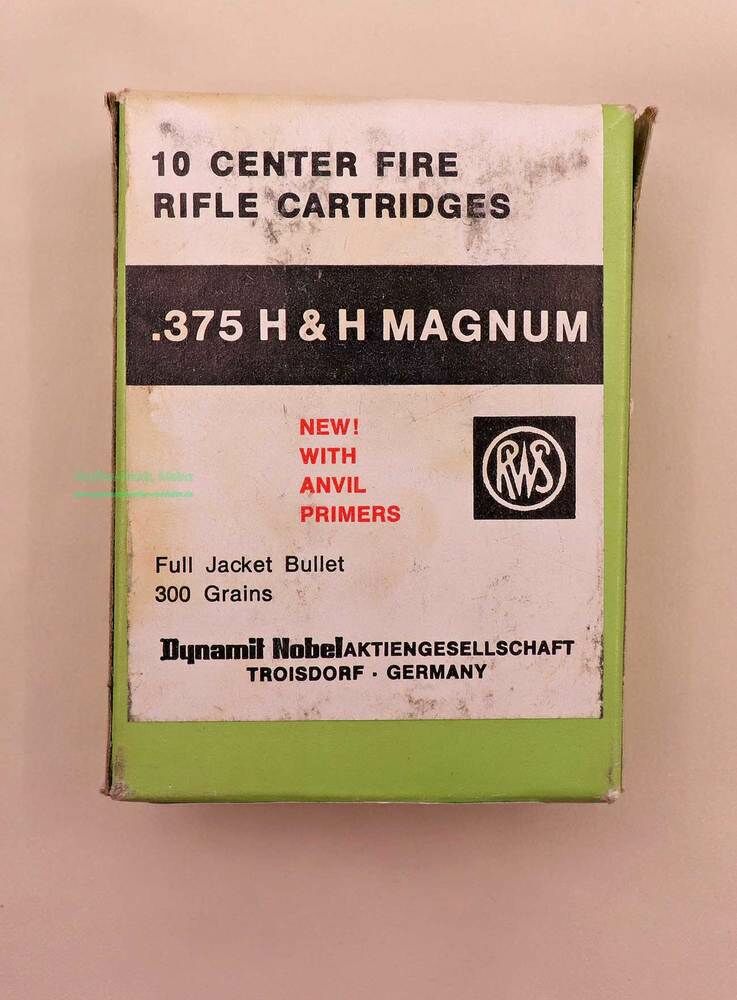 10 CENTER FIRE
RIFLE CARTRIDGES
.375 H & H MAGNUM
NEW!
WITH
ANVIL
PRIMERS
RWS
Full Jacket Bullet
300 Grains
Dynamit Nobel AKTIENGESELLSCHAFT
TROISDORF · GERMANY